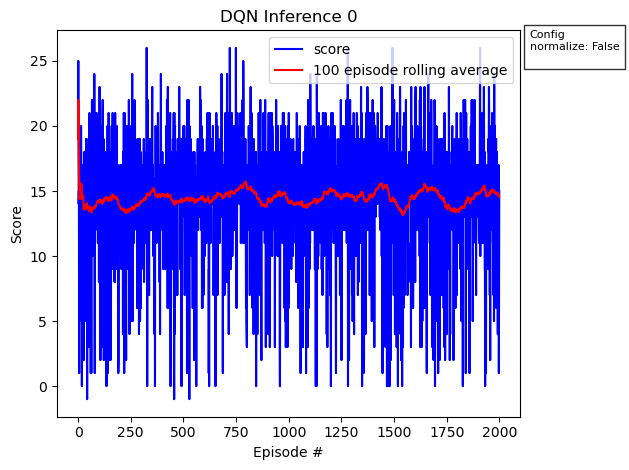 DQN Inference 0
Config
normalize: False
score
100 episode rolling average
Score
25
20
15
10
5
0
0
250
500
750
1000
1250
1500
1750
2000
Episode #